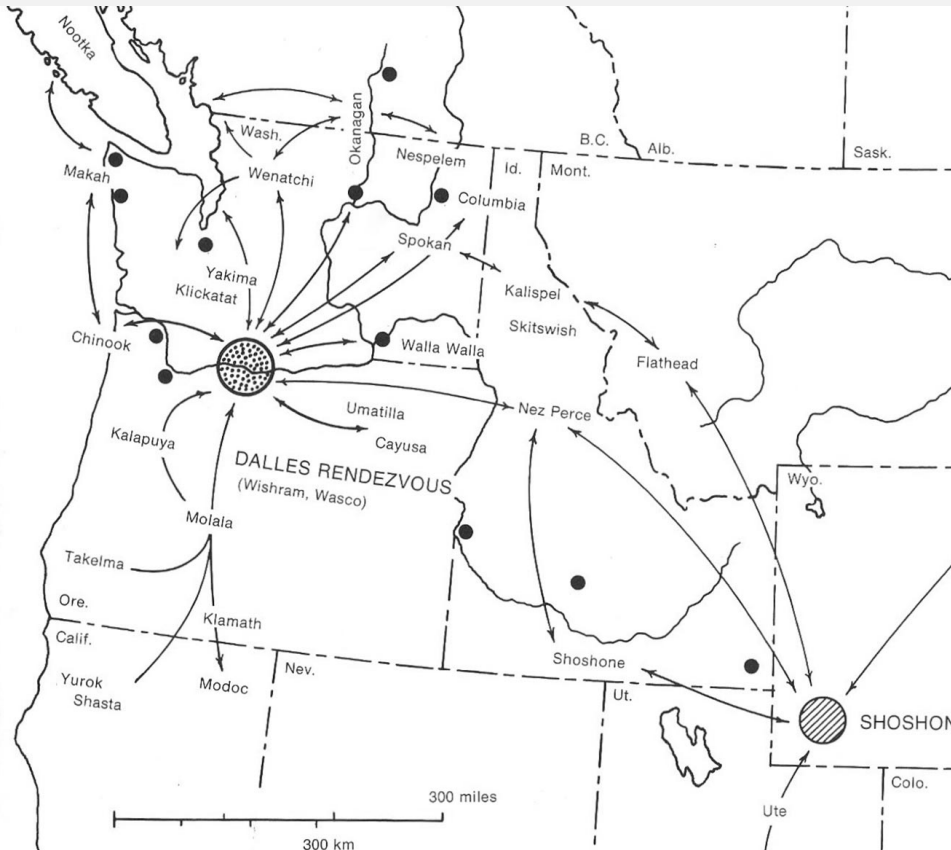 Nootka
Wash.
Okanagan
B.C.
Alb.
Sask.
Makah
Wenatchi
Nespelem
Id.
Mont.
Columbia
Spokan
Yakima
Klickatat
Kalispel
Skitswish
Chinook
Walla Walla
Flathead
Umatilla
Nez Perce
Kalapuya
Cayusa
DALLES RENDEZVOUS
(Wishram, Wasco)
Wyo.
Molala
Takelma
Ore.
Klamath
Calif.
Nev.
Shoshone
Yurok
Shasta
Modoc
Ut.
SHOSHON
Colo.
300 miles
Ute
300 km